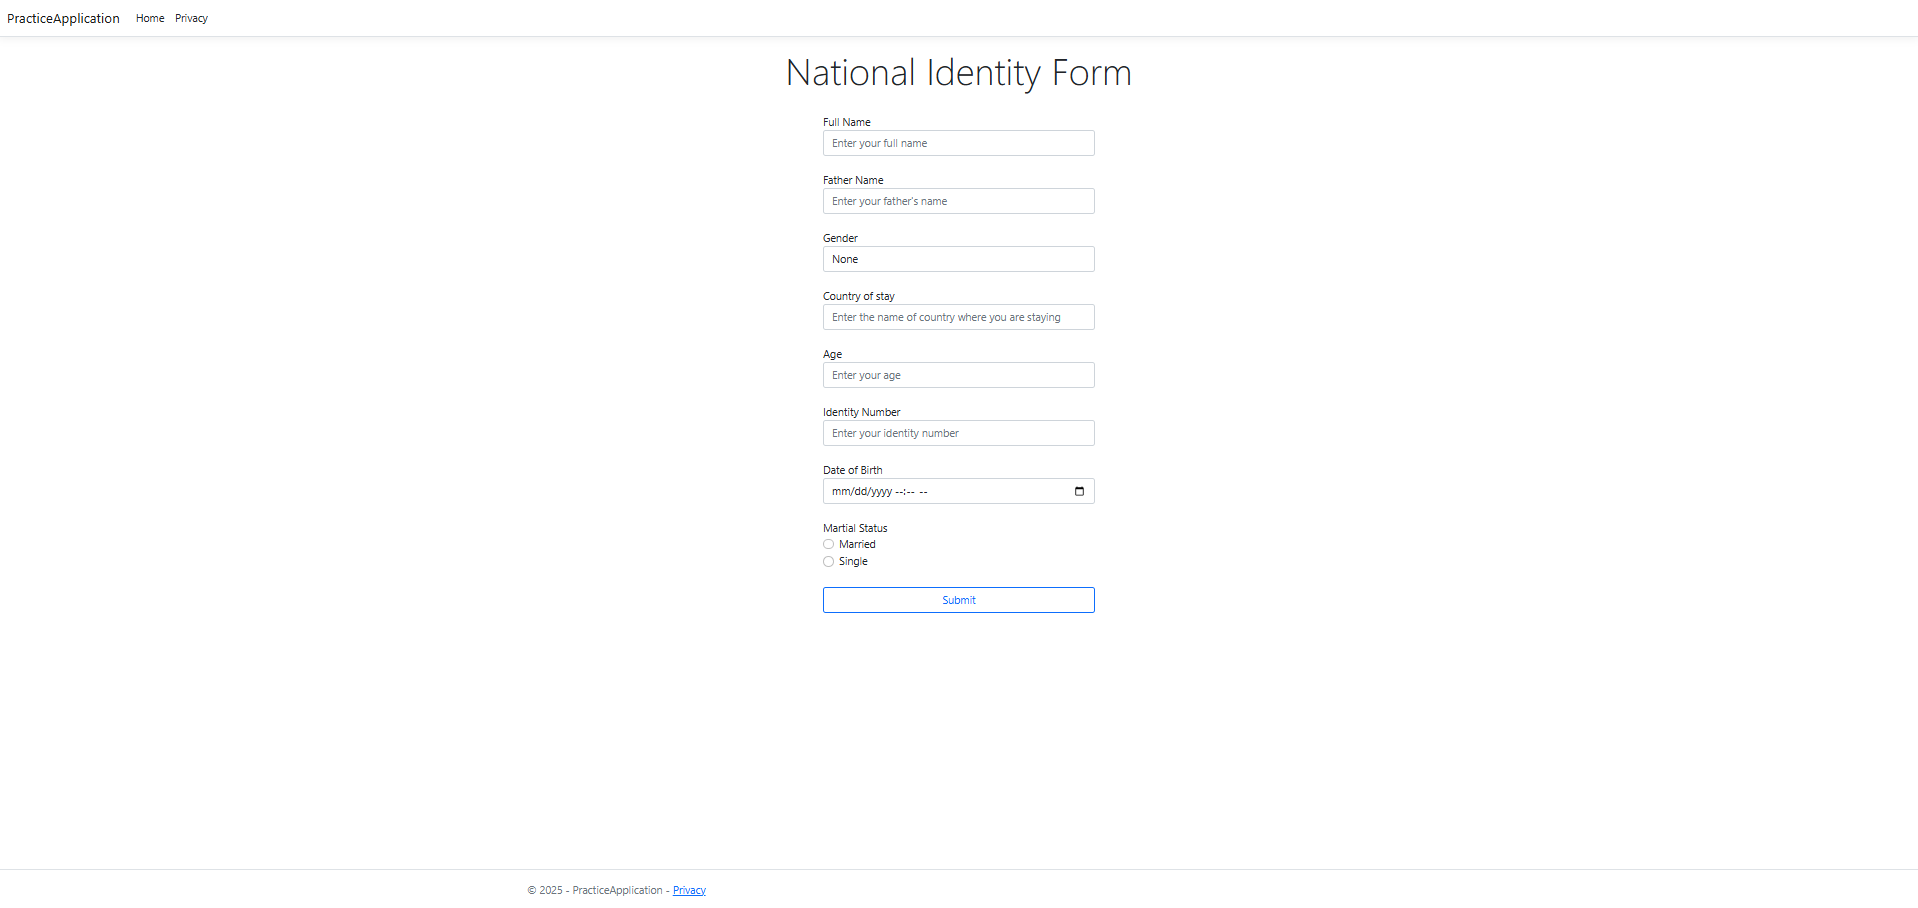 PracticeApplication Home Privacy
National Identity Form
Full Name
Enter your full name
Father Name
Enter your father's name
Gender
None
Country of stay
Enter the name of country where you are staying
Age
Enter your age
Identity Number
Enter your identity number
Date of Birth
mm/dd/yyyy --:-- --
Martial Status
Married
Single
Submit
© 2025 - PracticeApplication - Privacy